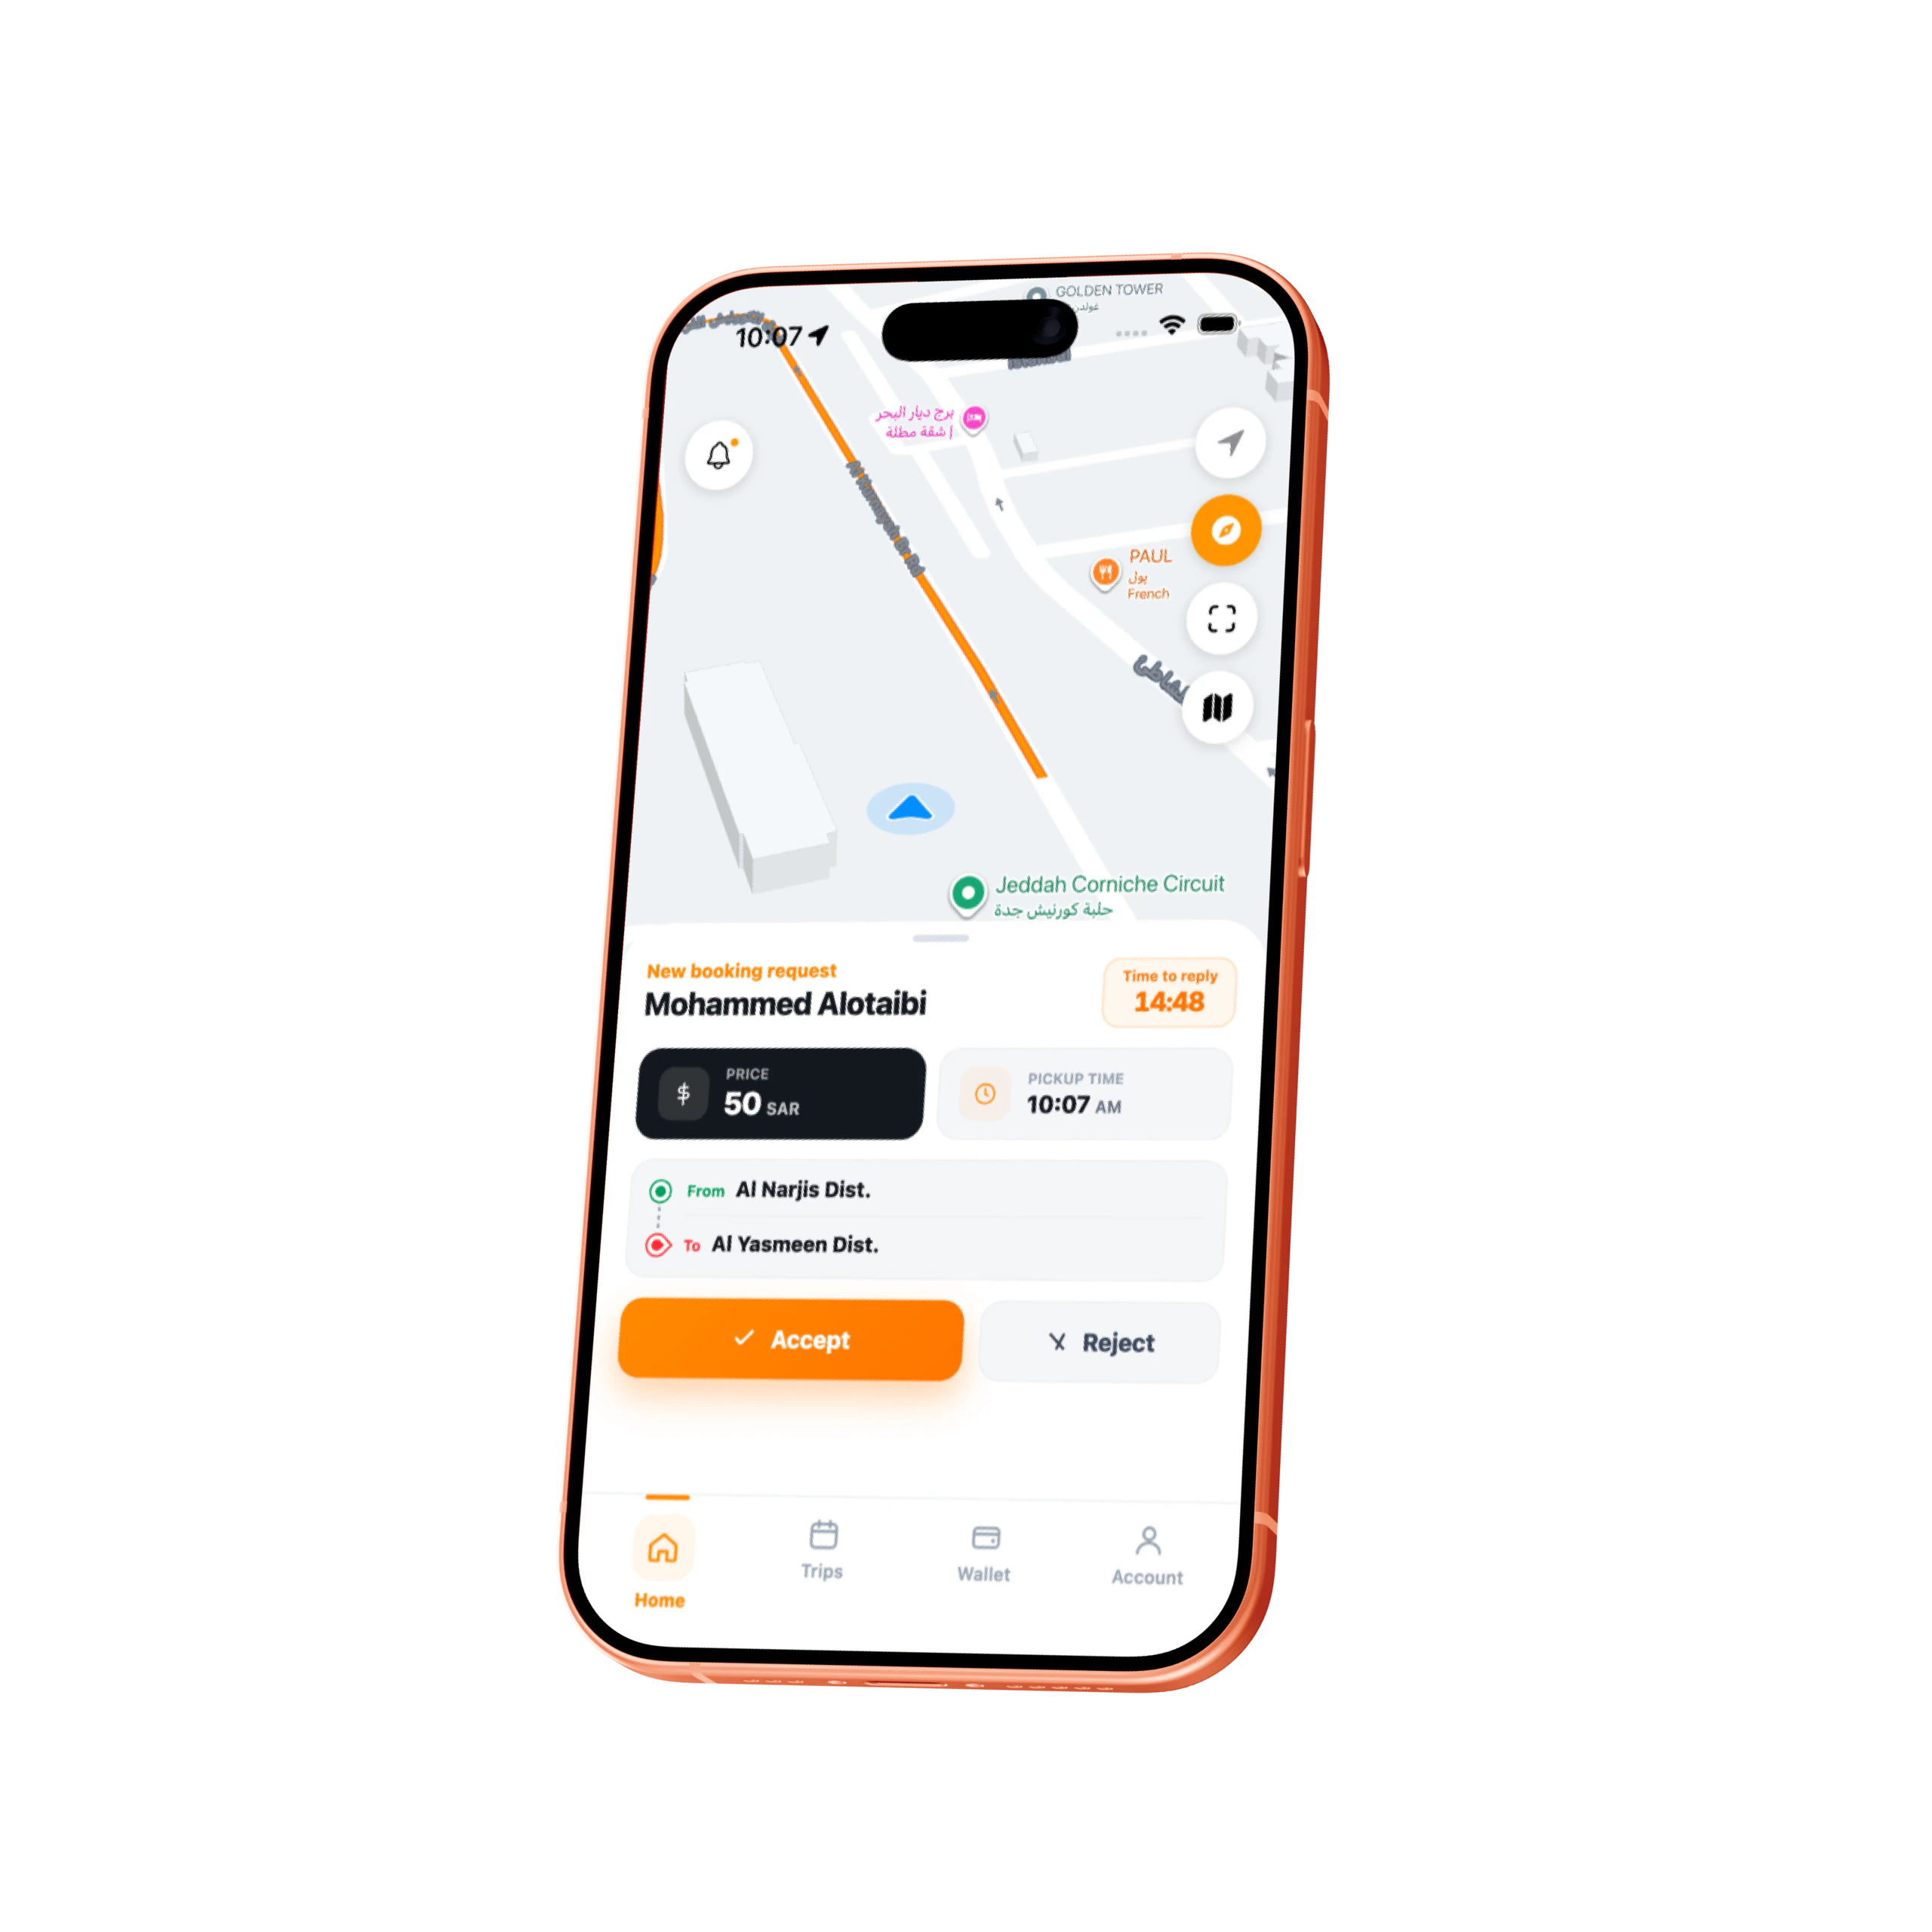 GOLDEN TOWER
10:07
برج ديار البحر
| شقة مطلة
PAUL
بول
French
Jeddah Corniche Circuit
حلبة كورنيش جدة
New booking request
Mohammed Alotaibi
Time to reply
14:48
PRICE
50 SAR
PICKUP TIME
10:07 AM
From Al Narjis Dist.
To Al Yasmeen Dist.
Accept
Reject
Home
Trips
Wallet
Account